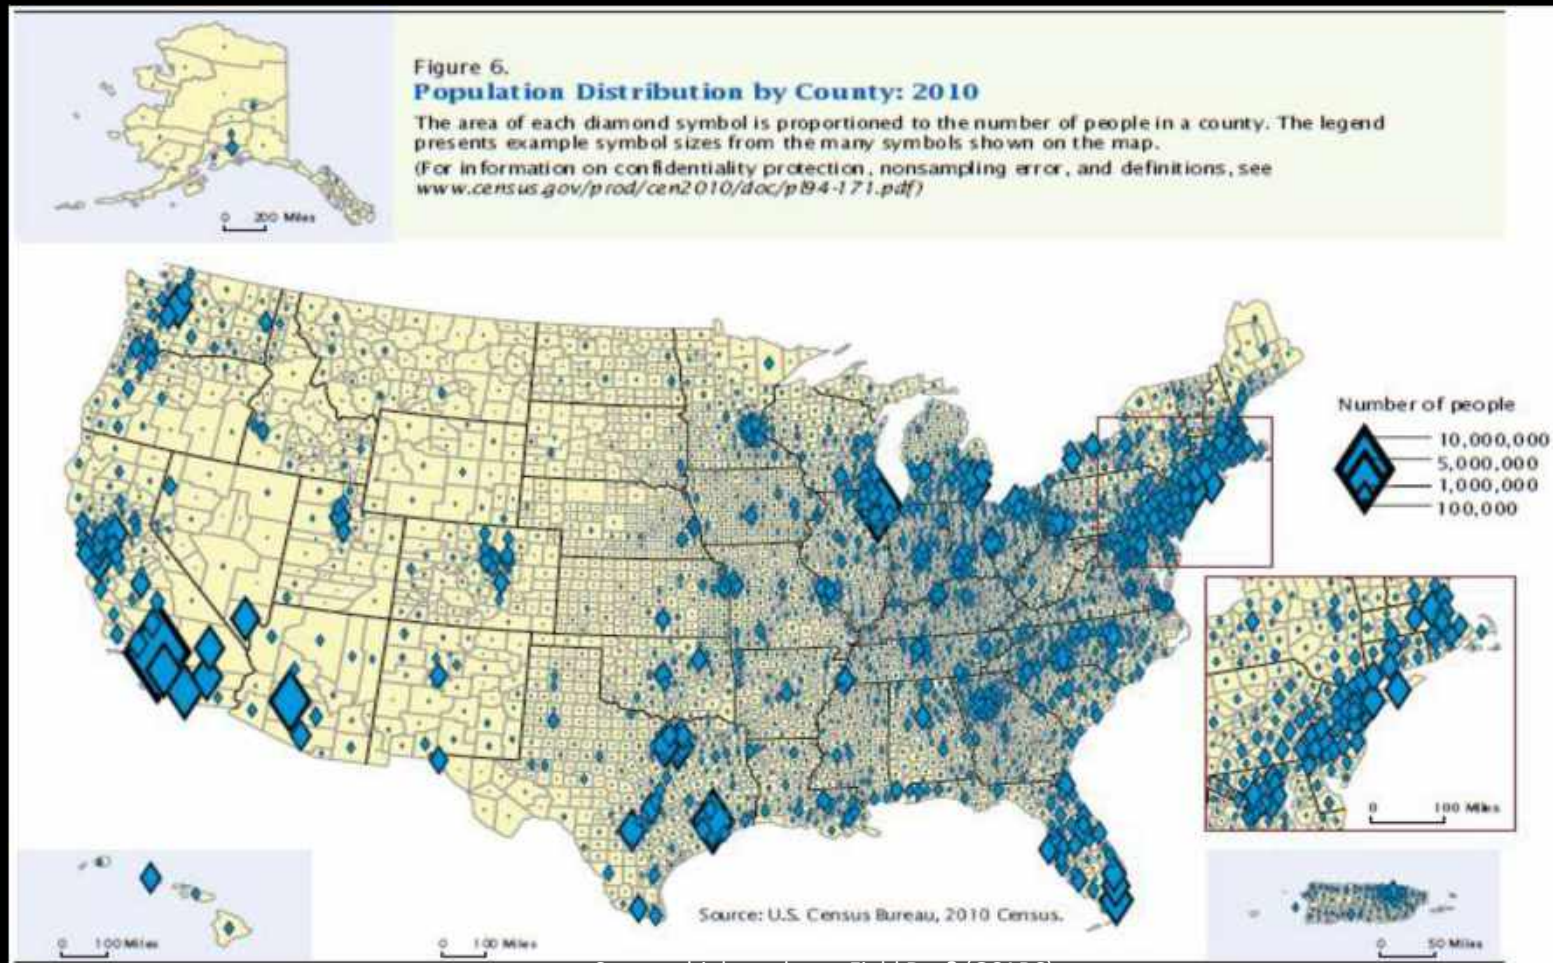 Figure 6.
Population Distribution by County: 2010
The area of each diamond symbol is proportioned to the number of people in a county. The legend
presents example symbol sizes from the many symbols shown on the map.
(For information on confidentiality protection, nonsampling error, and definitions, see
www.census.gov/prod/cen2010/doc/pl94-171.pdf)
0 200 Miles
Number of people
10,000,000
5,000,000
1,000,000
100,000
0 100 Miles
Source: U.S. Census Bureau, 2010 Census.
0 100 Miles
0 100 Miles
0 50 Miles